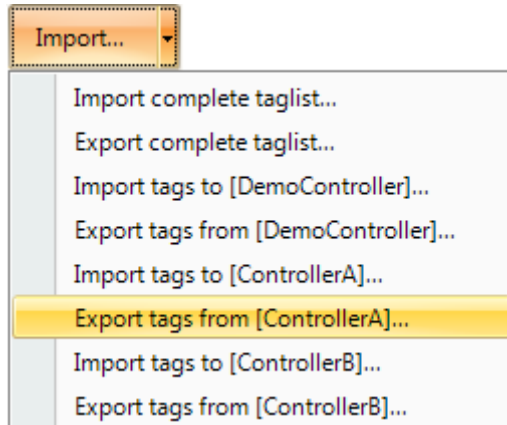 Import...
Import complete taglist...
Export complete taglist...
Import tags to [DemoController]...
Export tags from [DemoController]...
Import tags to [ControllerA]...
Export tags from [ControllerA]...
Import tags to [ControllerB]...
Export tags from [ControllerB]...